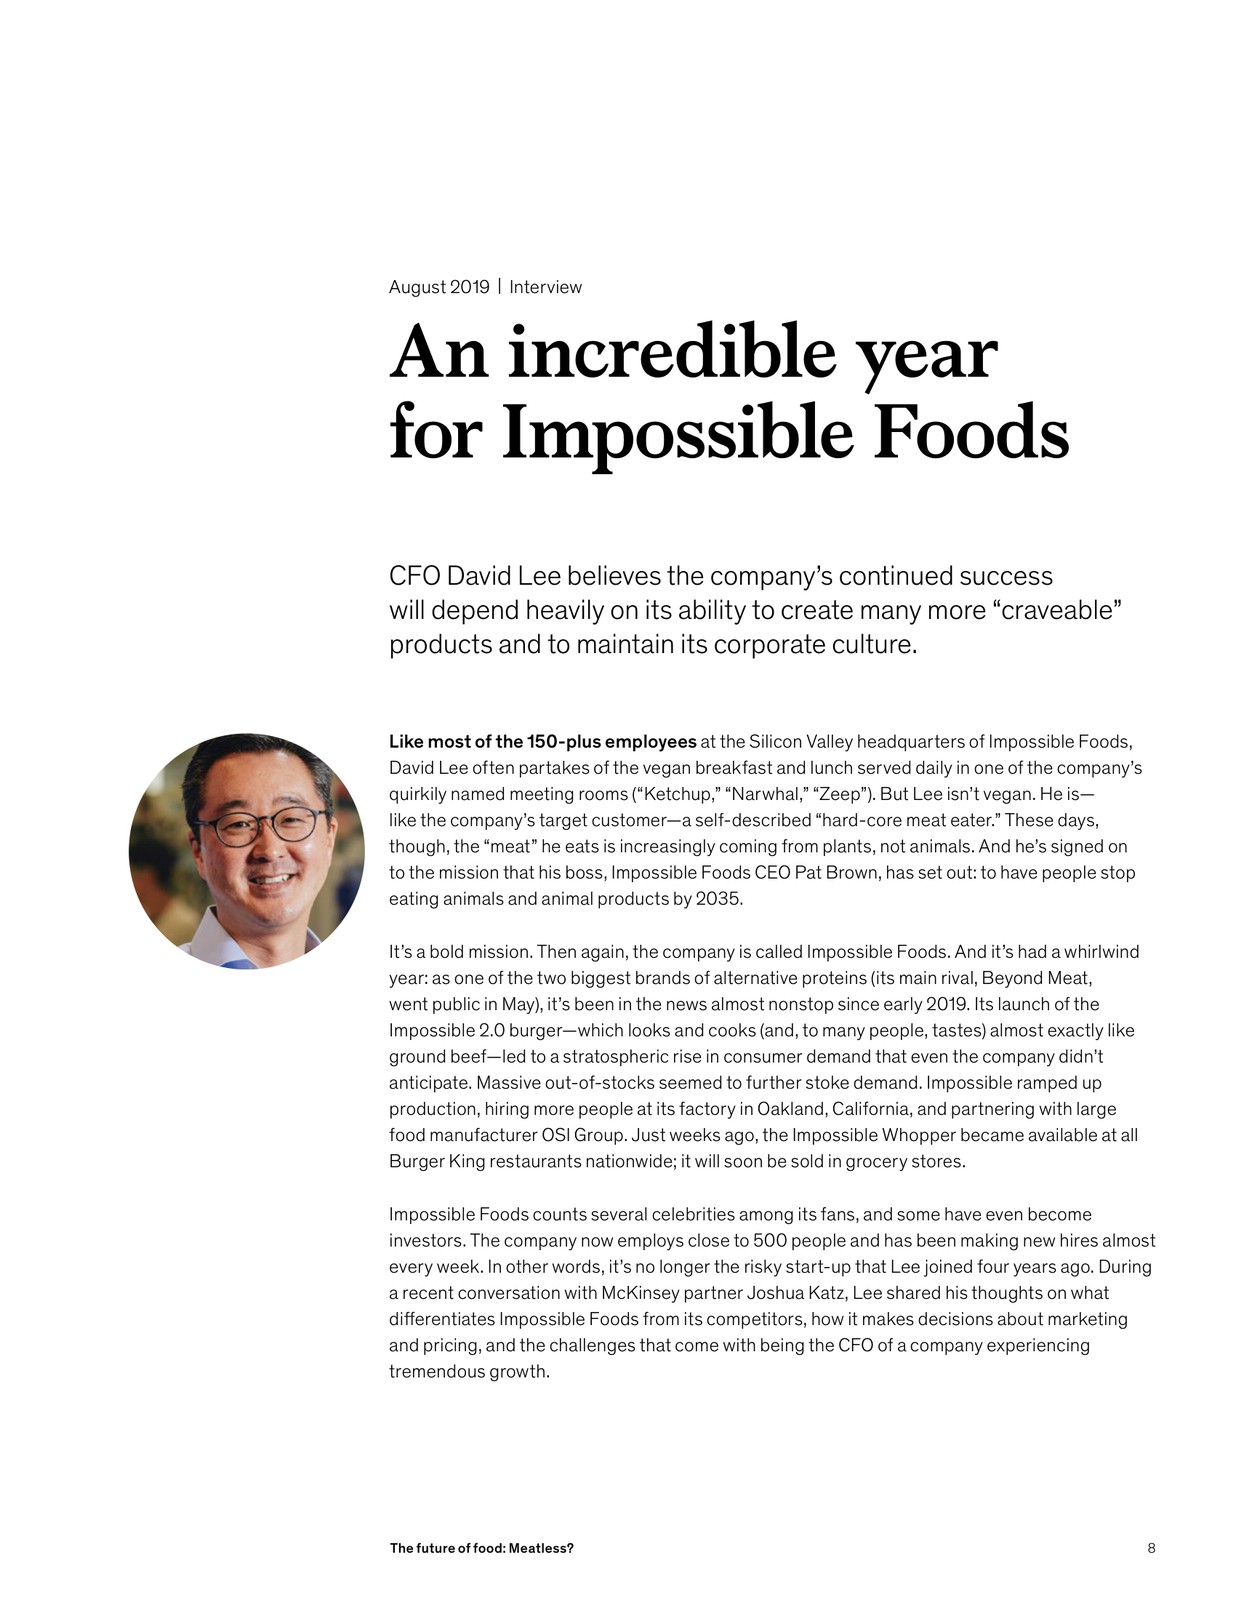 August 2019 | Interview
An incredible year
for Impossible Foods
CFO David Lee believes the company’s continued success
will depend heavily on its ability to create many more “craveable”
products and to maintain its corporate culture.
Like most of the 150-plus employees at the Silicon Valley headquarters of Impossible Foods,
David Lee often partakes of the vegan breakfast and lunch served daily in one of the company’s
quirkily named meeting rooms (“Ketchup,” “Narwhal,” “Zeep”). But Lee isn’t vegan. He is—
like the company’s target customer—a self-described “hard-core meat eater.” These days,
though, the “meat” he eats is increasingly coming from plants, not animals. And he’s signed on
to the mission that his boss, Impossible Foods CEO Pat Brown, has set out: to have people stop
eating animals and animal products by 2035.
It’s a bold mission. Then again, the company is called Impossible Foods. And it’s had a whirlwind
year: as one of the two biggest brands of alternative proteins (its main rival, Beyond Meat,
went public in May), it’s been in the news almost nonstop since early 2019. Its launch of the
Impossible 2.0 burger—which looks and cooks (and, to many people, tastes) almost exactly like
ground beef—led to a stratospheric rise in consumer demand that even the company didn’t
anticipate. Massive out-of-stocks seemed to further stoke demand. Impossible ramped up
production, hiring more people at its factory in Oakland, California, and partnering with large
food manufacturer OSI Group. Just weeks ago, the Impossible Whopper became available at all
Burger King restaurants nationwide; it will soon be sold in grocery stores.
Impossible Foods counts several celebrities among its fans, and some have even become
investors. The company now employs close to 500 people and has been making new hires almost
every week. In other words, it’s no longer the risky start-up that Lee joined four years ago. During
a recent conversation with McKinsey partner Joshua Katz, Lee shared his thoughts on what
differentiates Impossible Foods from its competitors, how it makes decisions about marketing
and pricing, and the challenges that come with being the CFO of a company experiencing
tremendous growth.
The future of food: Meatless? 8